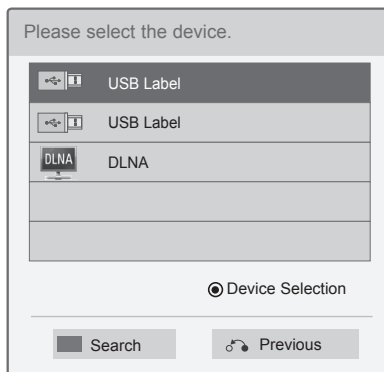 Please select the device.
USB Label
USB Label
DLNA DLNA
Device Selection
Search Previous